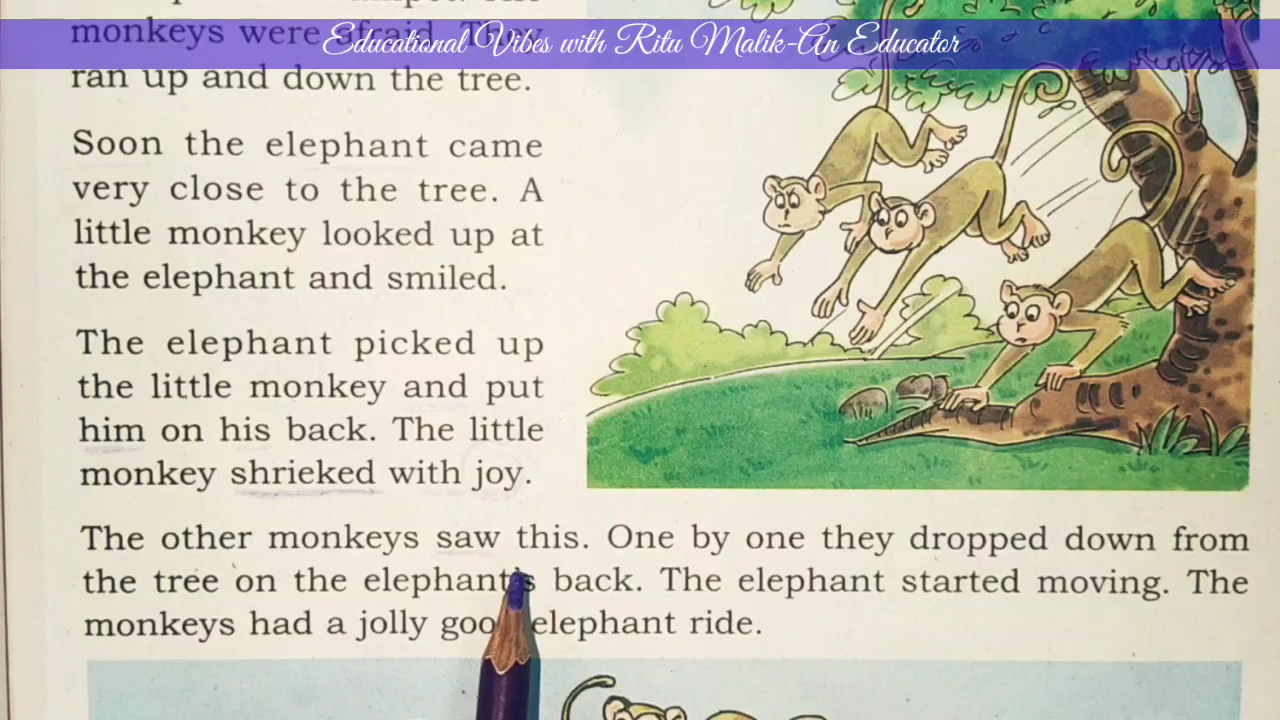 Educational Vibes with Ritu Malik-An Educator
monkeys were afraid. They
ran up and down the tree.
Soon the elephant came
very close to the tree. A
little monkey looked up at
the elephant and smiled.
The elephant picked up
the little monkey and put
him on his back. The little
monkey shrieked with joy.
The other monkeys saw this. One by one they dropped down from
the tree on the elephant's back. The elephant started moving. The
monkeys had a jolly good elephant ride.